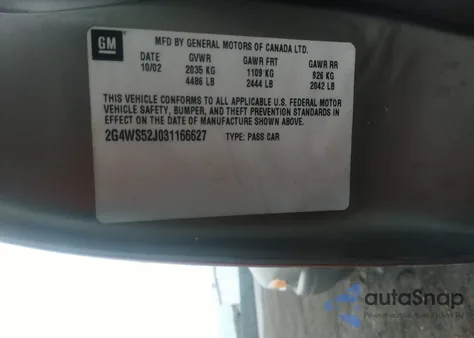 GM
MFD BY GENERAL MOTORS OF CANADA LTD.
DATE GVWR GAWR FRT GAWR RR
10/02 2035 KG 1109 KG 926 KG
4486 LB 2444 LB 2042 LB
THIS VEHICLE CONFORMS TO ALL APPLICABLE U.S. FEDERAL MOTOR
VEHICLE SAFETY, BUMPER, AND THEFT PREVENTION STANDARDS IN
EFFECT ON THE DATE OF MANUFACTURE SHOWN ABOVE.
2G4WS52J031166627 TYPE: PASS CAR
autoSnap